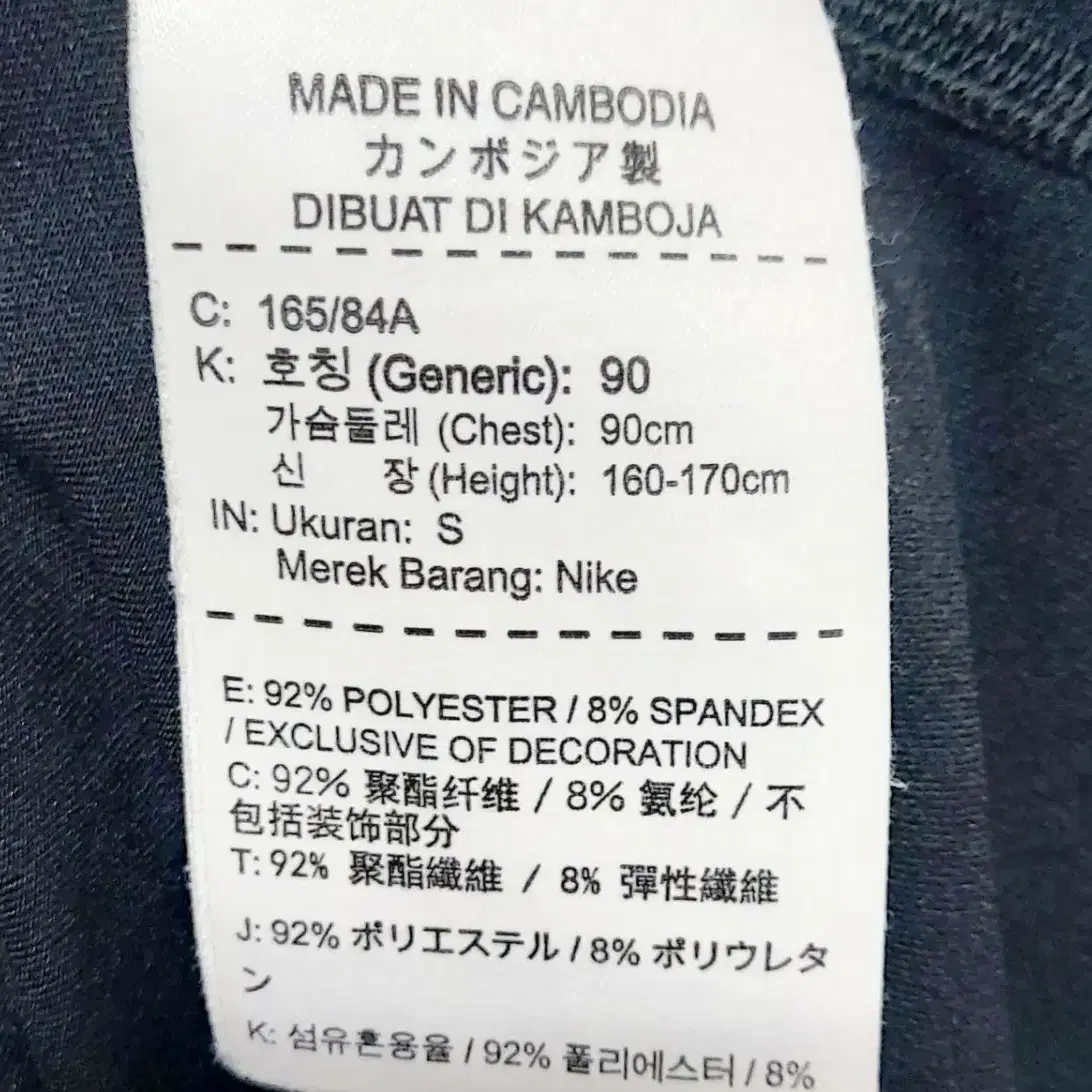 MADE IN CAMBODIA
カンボジア製
DIBUAT DI KAMBOJA
C: 165/84A
K: 호칭 (Generic): 90
가슴둘레 (Chest): 90cm
신 장 (Height): 160-170cm
IN: Ukuran: S
Merek Barang: Nike
E: 92% POLYESTER / 8% SPANDEX
/ EXCLUSIVE OF DECORATION
C: 92% 聚酯纤维 / 8% 氨纶 / 不
包括装饰部分
T: 92% 聚酯纖維 / 8% 彈性纖維
J: 92% ポリエステル / 8% ポリウレタ
ン
K: 섬유혼용율 / 92% 폴리에스터 / 8%